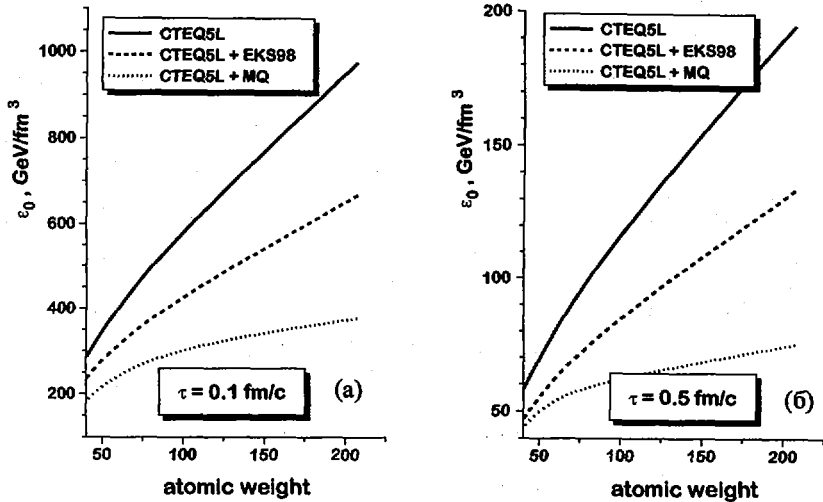 CTEQ5L
CTEQ5L + EKS98
CTEQ5L + MQ
1000
800
600
400
200
ε₀ , GeV/fm ³
τ = 0.1 fm/c
(a)
50
100
150
200
atomic weight
CTEQ5L
CTEQ5L + EKS98
CTEQ5L + MQ
200
150
100
50
ε₀ , GeV/fm ³
τ = 0.5 fm/c
(б)
50
100
150
200
atomic weight